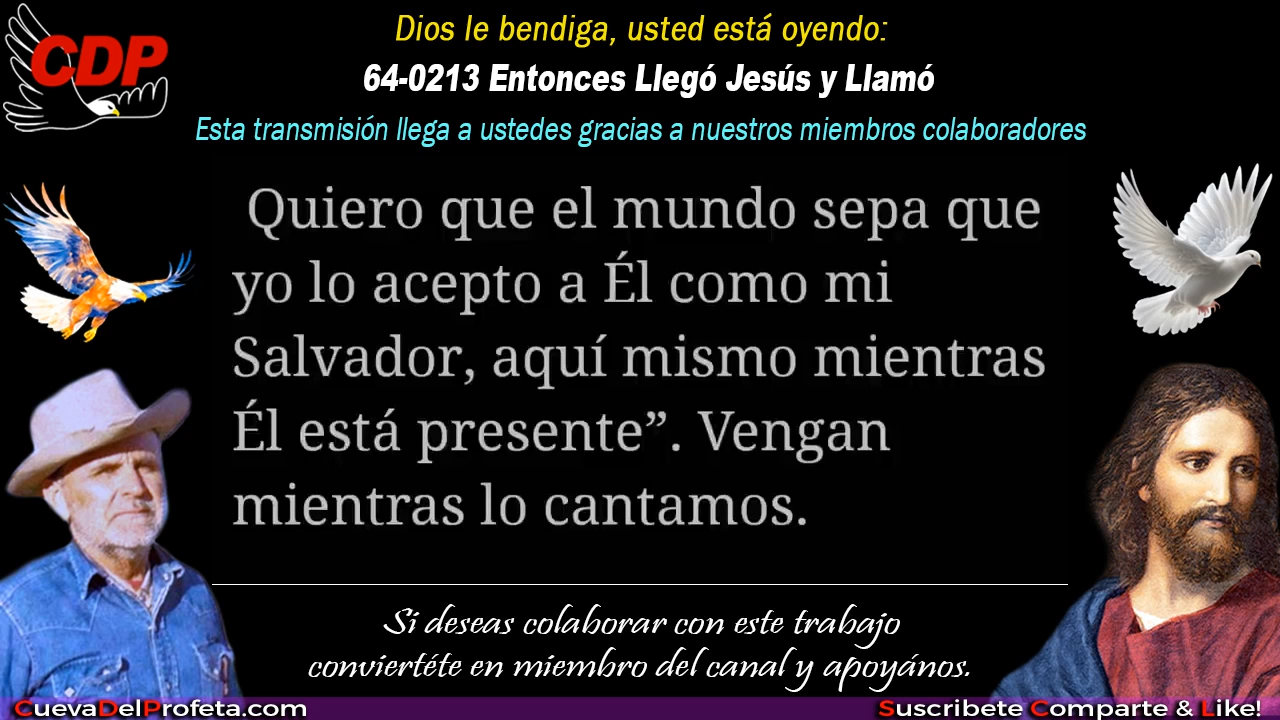 CDP
Dios le bendiga, usted está oyendo:
64-0213 Entonces Llegó Jesús y Llamó
Esta transmisión llega a ustedes gracias a nuestros miembros colaboradores
Quiero que el mundo sepa que
yo lo acepto a Él como mi
Salvador, aquí mismo mientras
Él está presente”. Vengan
mientras lo cantamos.
Si deseas colaborar con este trabajo
conviertéte en miembro del canal y apoyános.
CuevaDelProfeta.com
Suscribete Comparte & Like!